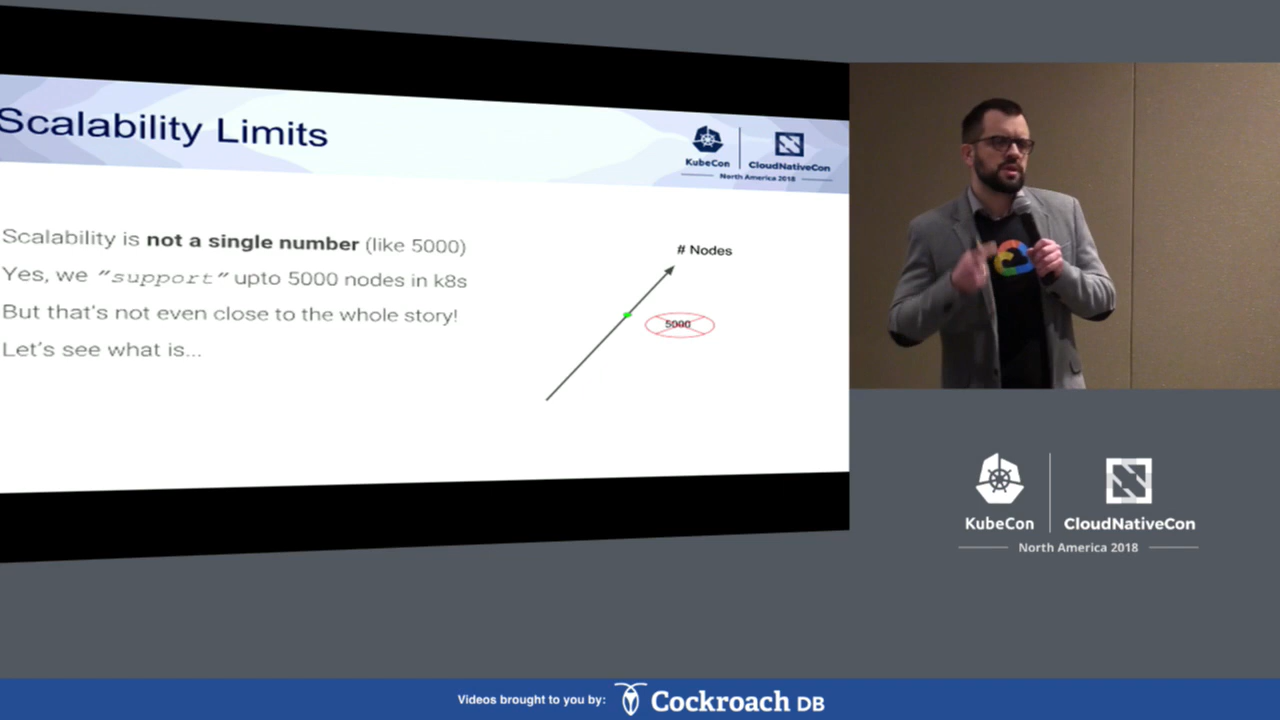 Scalability Limits
KubeCon
CloudNativeCon
North America 2018
Scalability is not a single number (like 5000)
Yes, we "support" upto 5000 nodes in k8s
But that's not even close to the whole story!
Let's see what is...
# Nodes
5000
KubeCon
CloudNativeCon
North America 2018
Videos brought to you by:
Cockroach DB